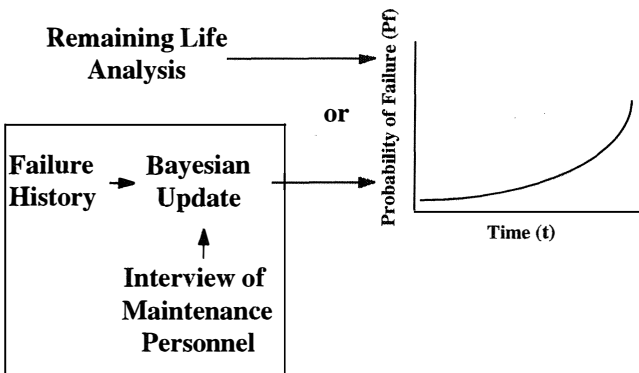 Remaining Life
Analysis
or
Failure
History
Bayesian
Update
Interview of
Maintenance
Personnel
Probability of Failure (Pf)
Time (t)